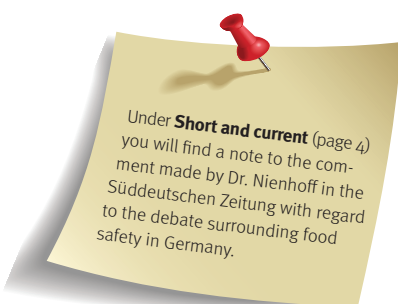 Under Short and current (page 4)
you will find a note to the com-
ment made by Dr. Nienhoff in the
Süddeutschen Zeitung with regard
to the debate surrounding food
safety in Germany.